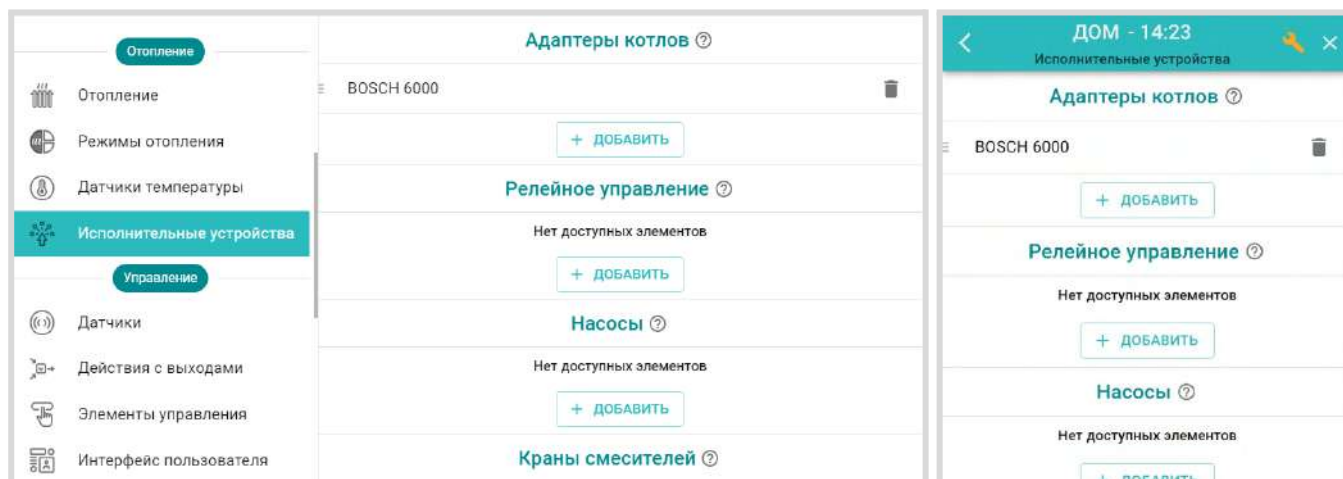 Отопление
Отопление
Режимы отопления
Датчики температуры
Исполнительные устройства
Управление
Датчики
Действия с выходами
Элементы управления
Интерфейс пользователя
Адаптеры котлов ?
BOSCH 6000
+ ДОБАВИТЬ
Релейное управление ?
Нет доступных элементов
+ ДОБАВИТЬ
Насосы ?
Нет доступных элементов
+ ДОБАВИТЬ
Краны смесителей ?
ДОМ - 14:23
Исполнительные устройства
Адаптеры котлов ?
BOSCH 6000
+ ДОБАВИТЬ
Релейное управление ?
Нет доступных элементов
+ ДОБАВИТЬ
Насосы ?
Нет доступных элементов
+ ДОБАВИТЬ